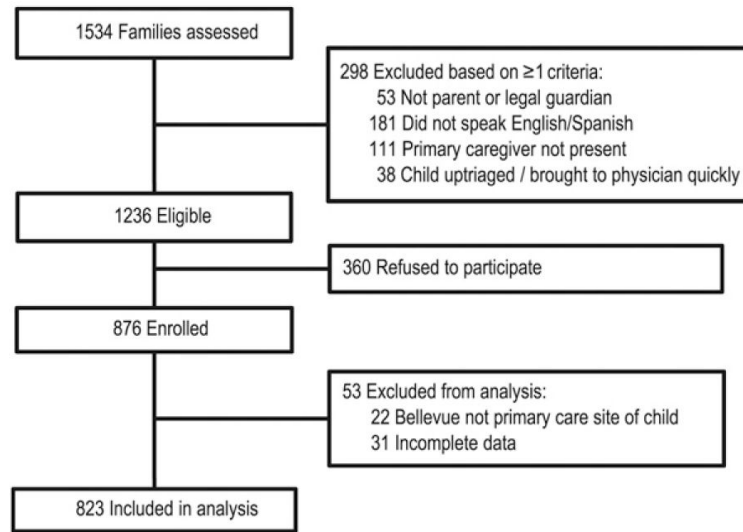 1534 Families assessed
298 Excluded based on ≥1 criteria:
53 Not parent or legal guardian
181 Did not speak English/Spanish
111 Primary caregiver not present
38 Child uptriaged / brought to physician quickly
1236 Eligible
360 Refused to participate
876 Enrolled
53 Excluded from analysis:
22 Bellevue not primary care site of child
31 Incomplete data
823 Included in analysis